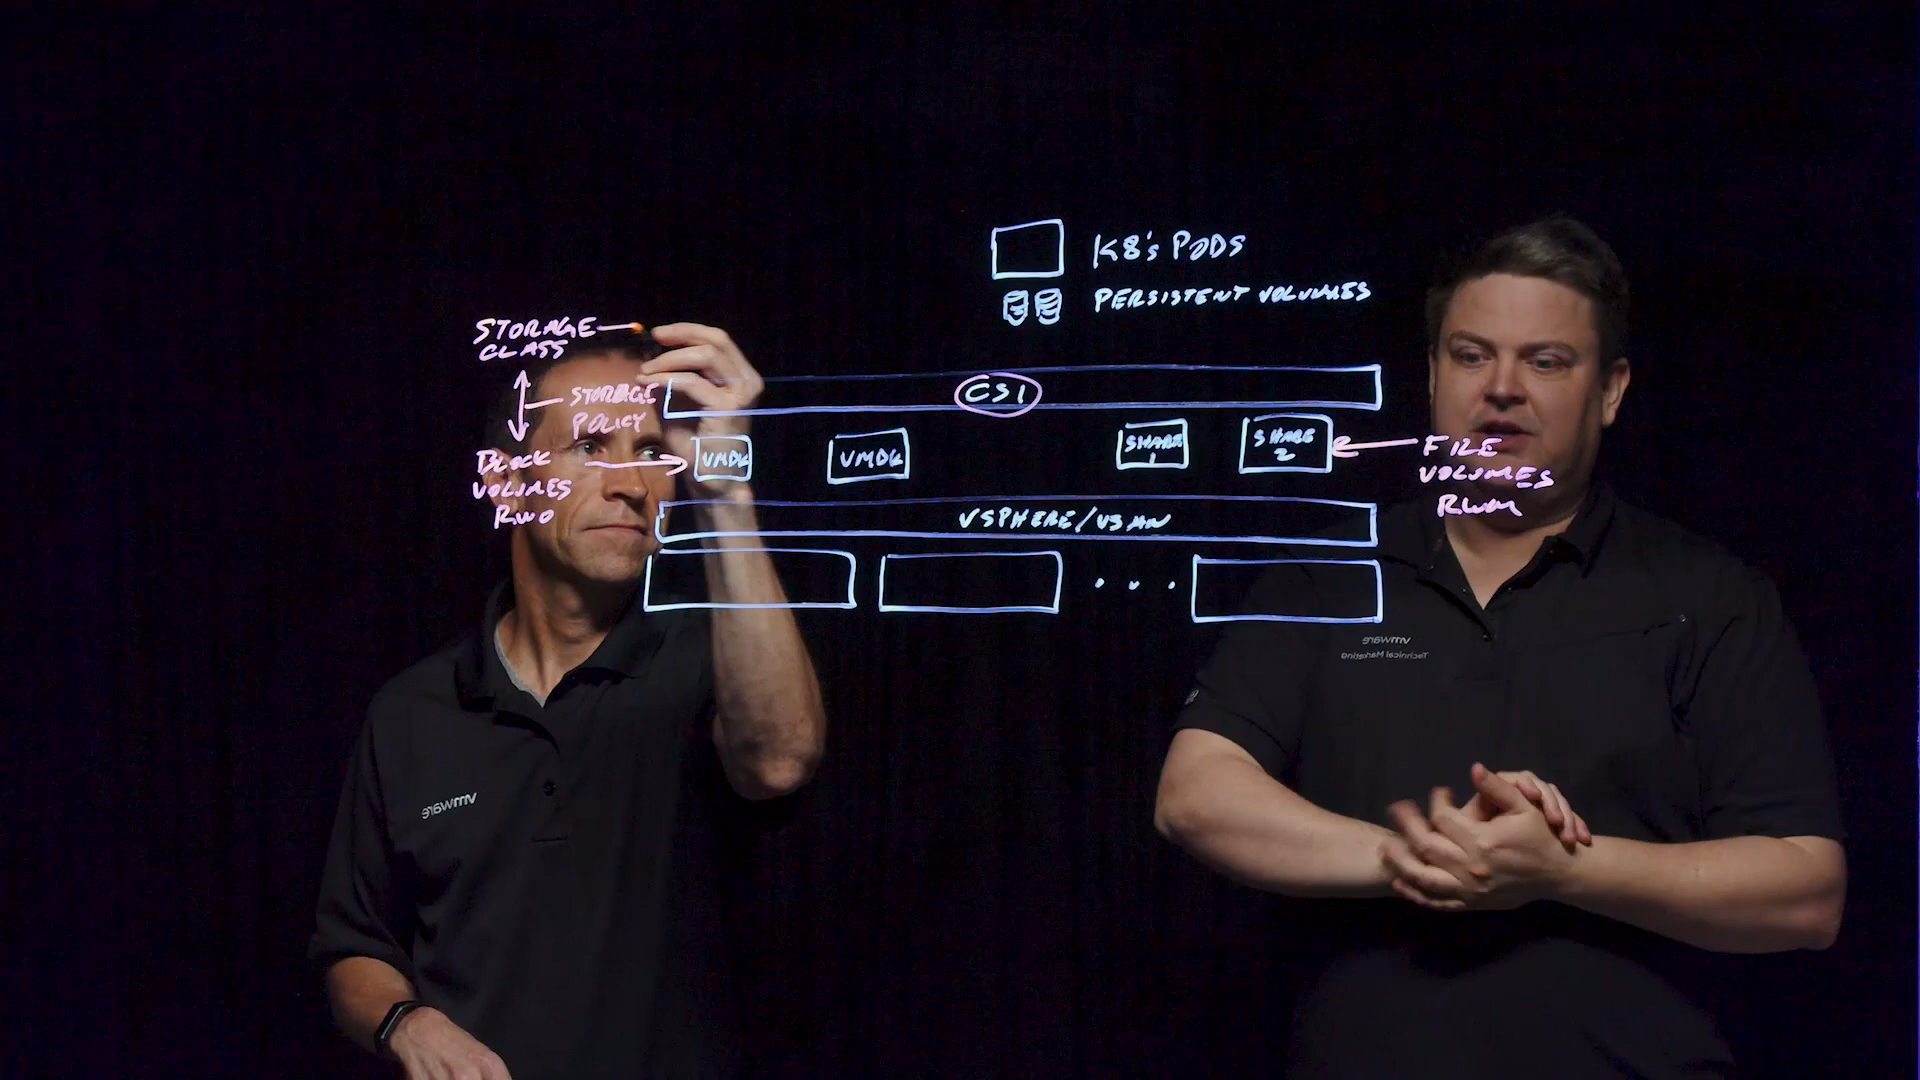 K8's PODS
PERSISTENT VOLUMES
STORAGE
CLASS
CSI
STORAGE
POLICY
BLOCK
VOLUMES
RWO
VMDK
VMDK
SHARE
1
SHARE
2
FILE
VOLUMES
RWM
VSPHERE/VSAN
vmware
Technical Marketing
vmware